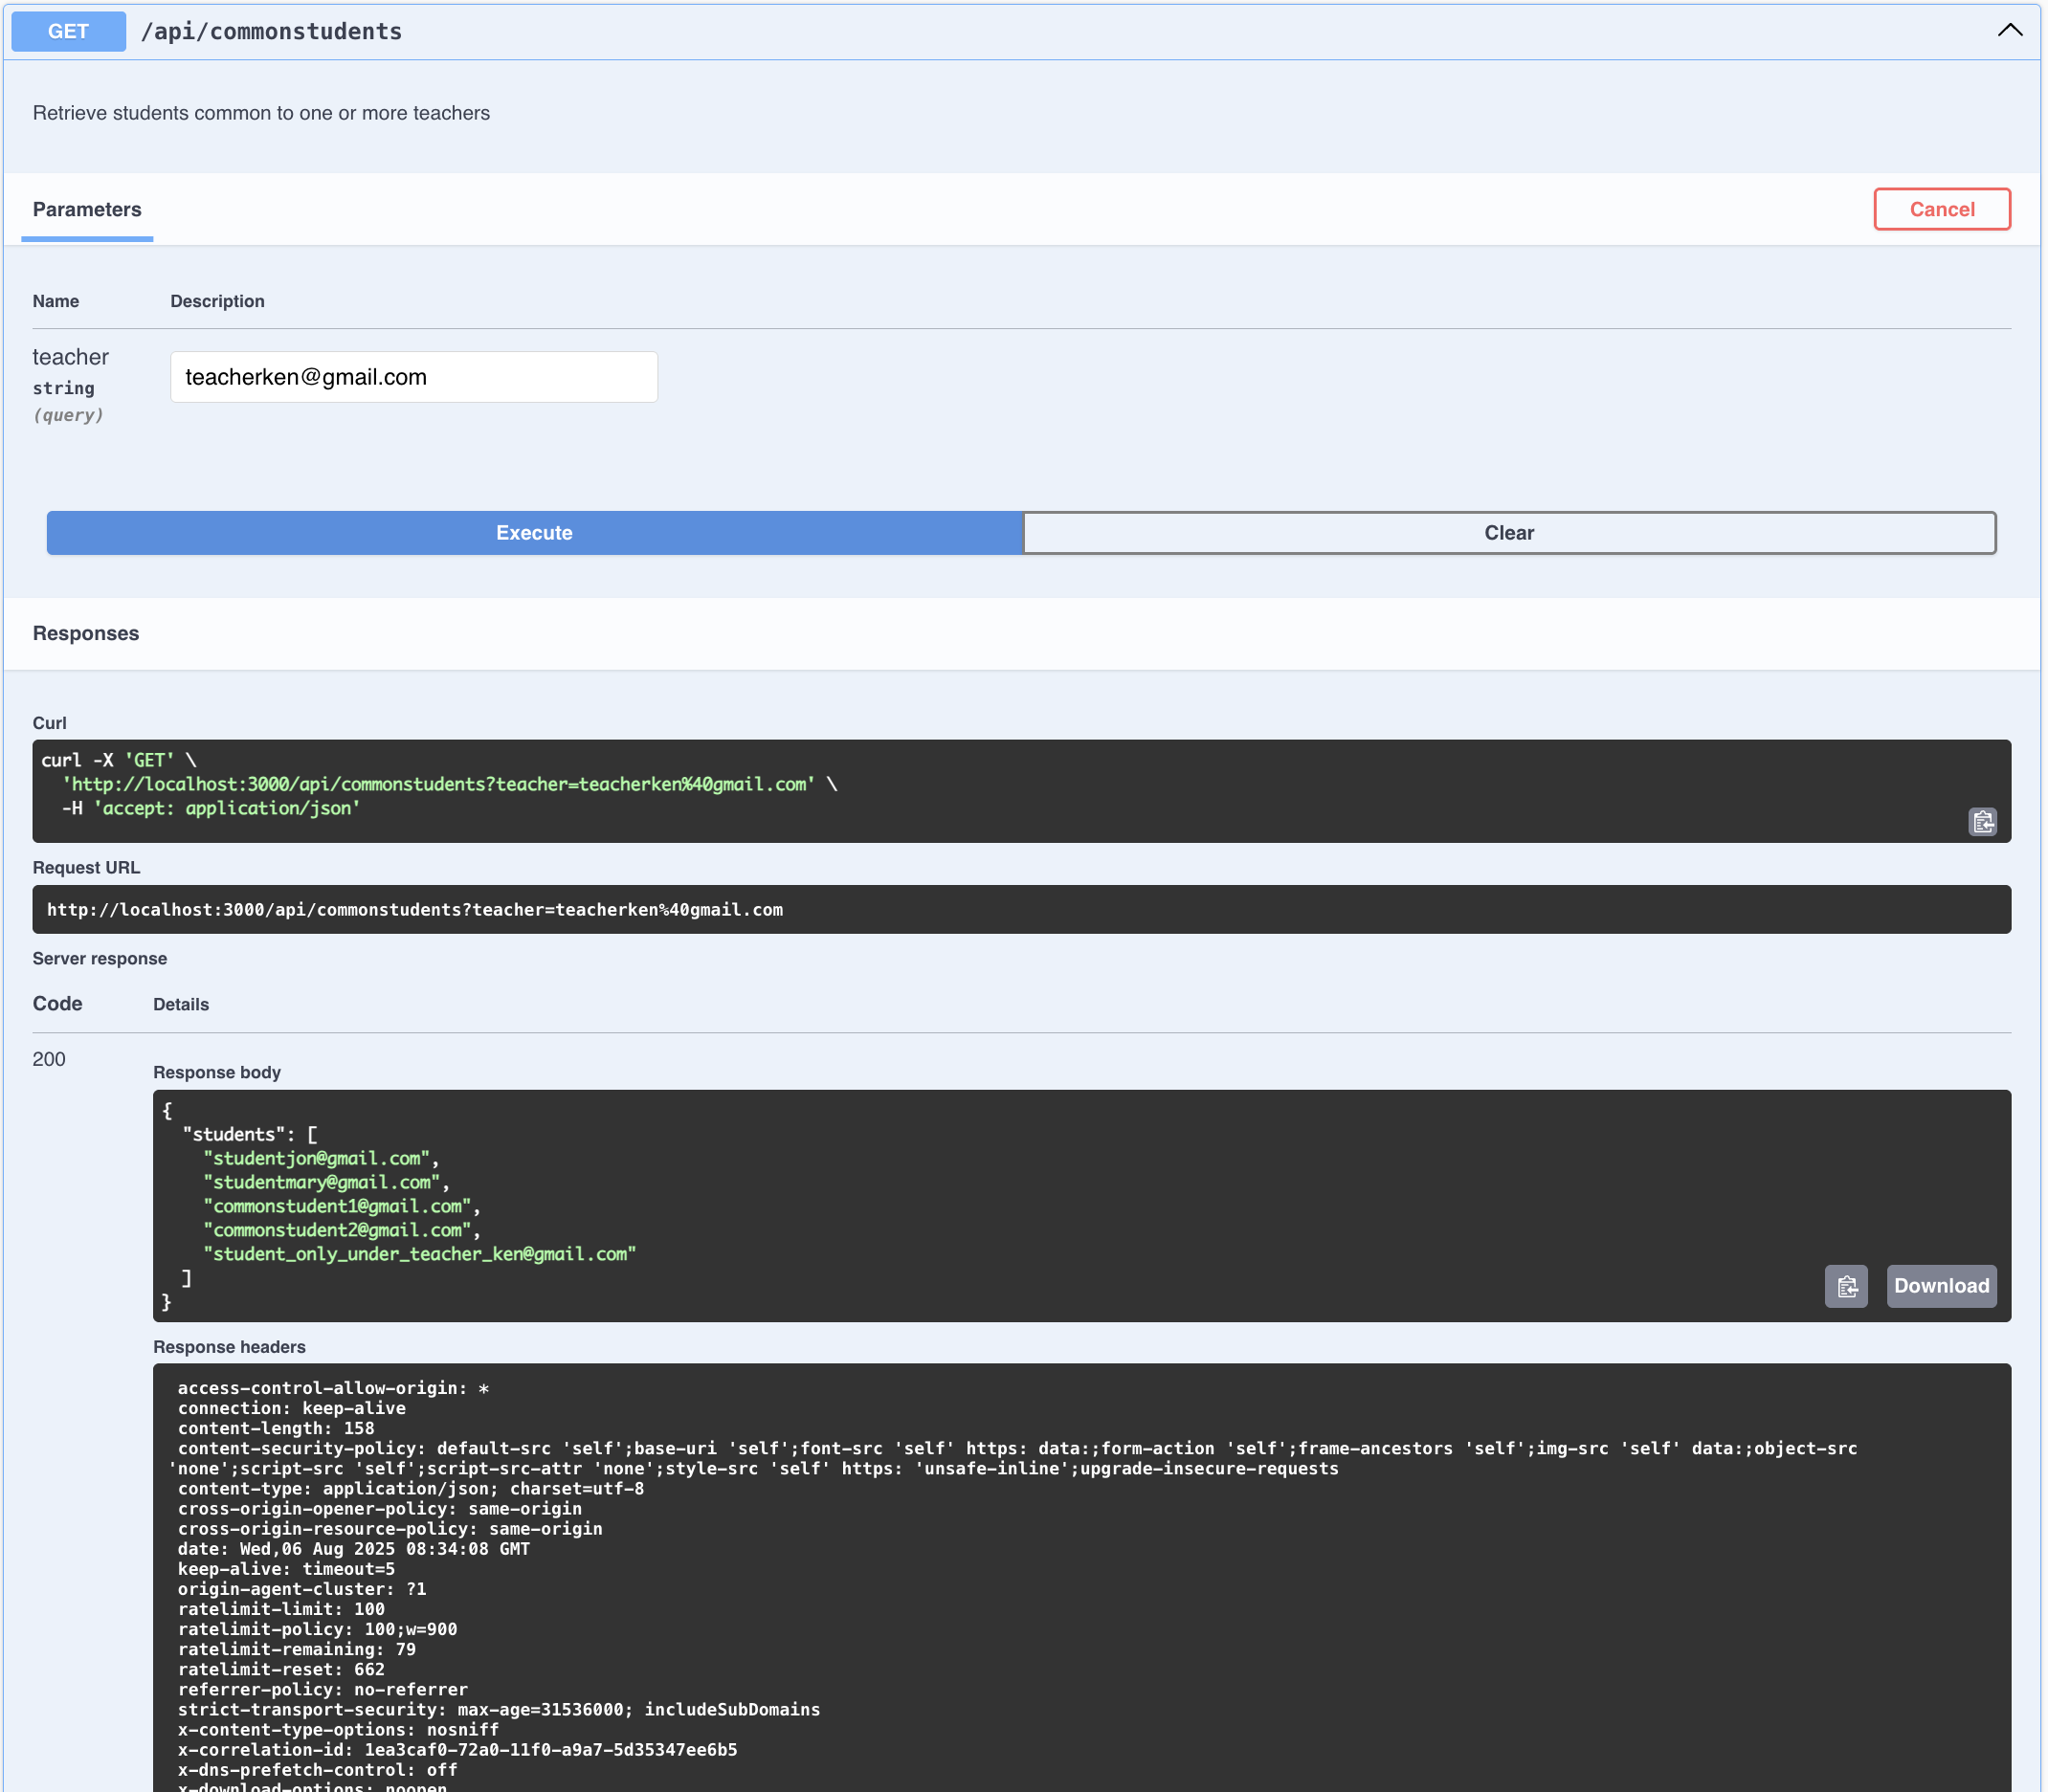 GET /api/commonstudents
Retrieve students common to one or more teachers
Parameters
Cancel
Name Description
teacher
string
(query)
teacherken@gmail.com
Execute
Clear
Responses
Curl
curl -X 'GET' \
  'http://localhost:3000/api/commonstudents?teacher=teacherken%40gmail.com' \
  -H 'accept: application/json'
Request URL
http://localhost:3000/api/commonstudents?teacher=teacherken%40gmail.com
Server response
Code Details
200
Response body
{
  "students": [
    "studentjon@gmail.com",
    "studentmary@gmail.com",
    "commonstudent1@gmail.com",
    "commonstudent2@gmail.com",
    "student_only_under_teacher_ken@gmail.com"
  ]
}
Download
Response headers
access-control-allow-origin: *
connection: keep-alive
content-length: 158
content-security-policy: default-src 'self';base-uri 'self';font-src 'self' https: data:;form-action 'self';frame-ancestors 'self';img-src 'self' data:;object-src
'none';script-src 'self';script-src-attr 'none';style-src 'self' https: 'unsafe-inline';upgrade-insecure-requests
content-type: application/json; charset=utf-8
cross-origin-opener-policy: same-origin
cross-origin-resource-policy: same-origin
date: Wed,06 Aug 2025 08:34:08 GMT
keep-alive: timeout=5
origin-agent-cluster: ?1
ratelimit-limit: 100
ratelimit-policy: 100;w=900
ratelimit-remaining: 79
ratelimit-reset: 662
referrer-policy: no-referrer
strict-transport-security: max-age=31536000; includeSubDomains
x-content-type-options: nosniff
x-correlation-id: 1ea3caf0-72a0-11f0-a9a7-5d35347ee6b5
x-dns-prefetch-control: off
x-download-options: noopen